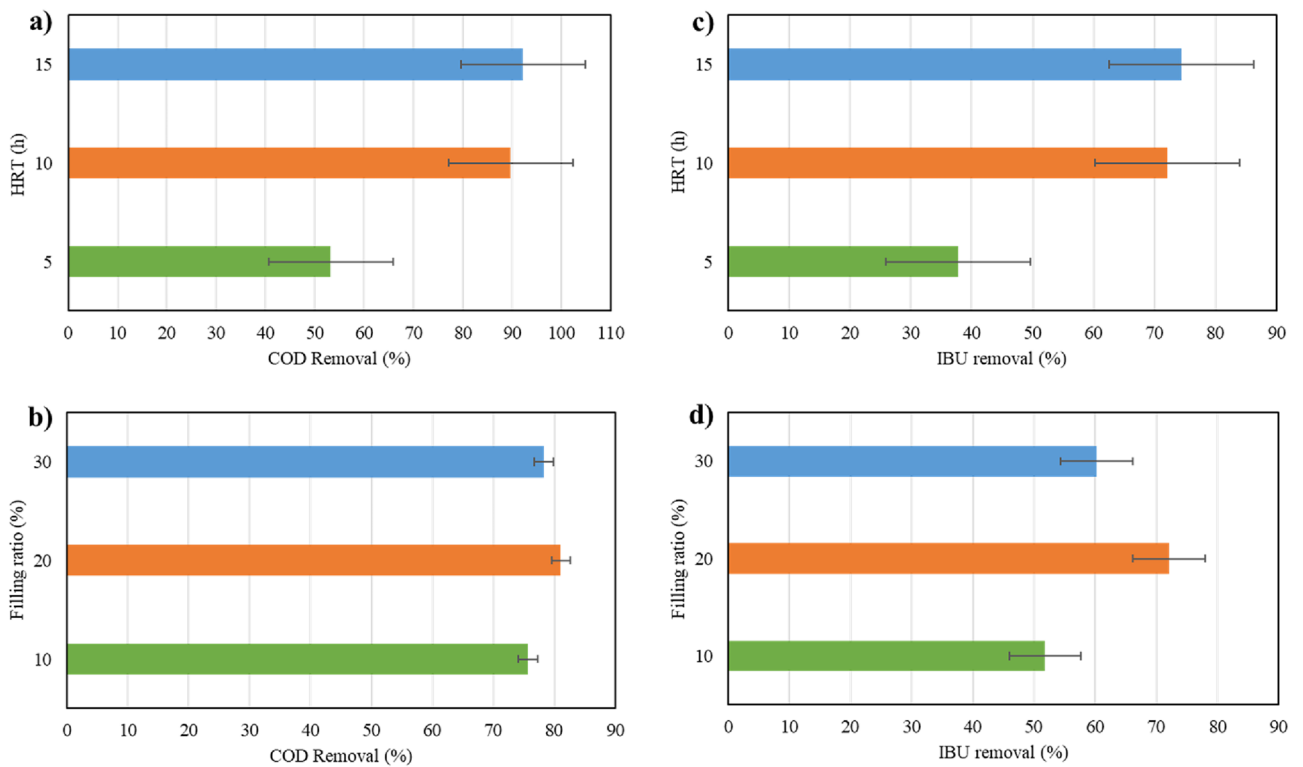 a)
HRT (h)
15
10
5
0 10 20 30 40 50 60 70 80 90 100 110
COD Removal (%)
c)
HRT (h)
15
10
5
0 10 20 30 40 50 60 70 80 90
IBU removal (%)
b)
Filling ratio (%)
30
20
10
0 10 20 30 40 50 60 70 80 90
COD Removal (%)
d)
Filling ratio (%)
30
20
10
0 10 20 30 40 50 60 70 80 90
IBU removal (%)